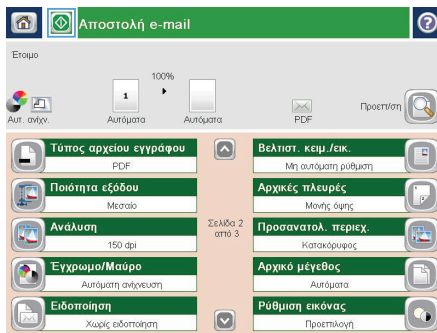 Αποστολή e-mail
Έτοιμο
100%
1
Αυτ. ανίχν.
Αυτόματα
Αυτόματα
PDF
Προεπ/ση
Τύπος αρχείου εγγράφου
PDF
Ποιότητα εξόδου
Μεσαίο
Ανάλυση
150 dpi
Έγχρωμο/Μαύρο
Αυτόματη ανίχνευση
Ειδοποίηση
Χωρίς ειδοποίηση
Σελίδα 2
από 3
Βελτιστ. κειμ./εικ.
Μη αυτόματη ρύθμιση
Αρχικές πλευρές
Μονής όψης
Προσανατολ. περιεχ.
Κατακόρυφος
Αρχικό μέγεθος
Αυτόματα
Ρύθμιση εικόνας
Προεπιλογή